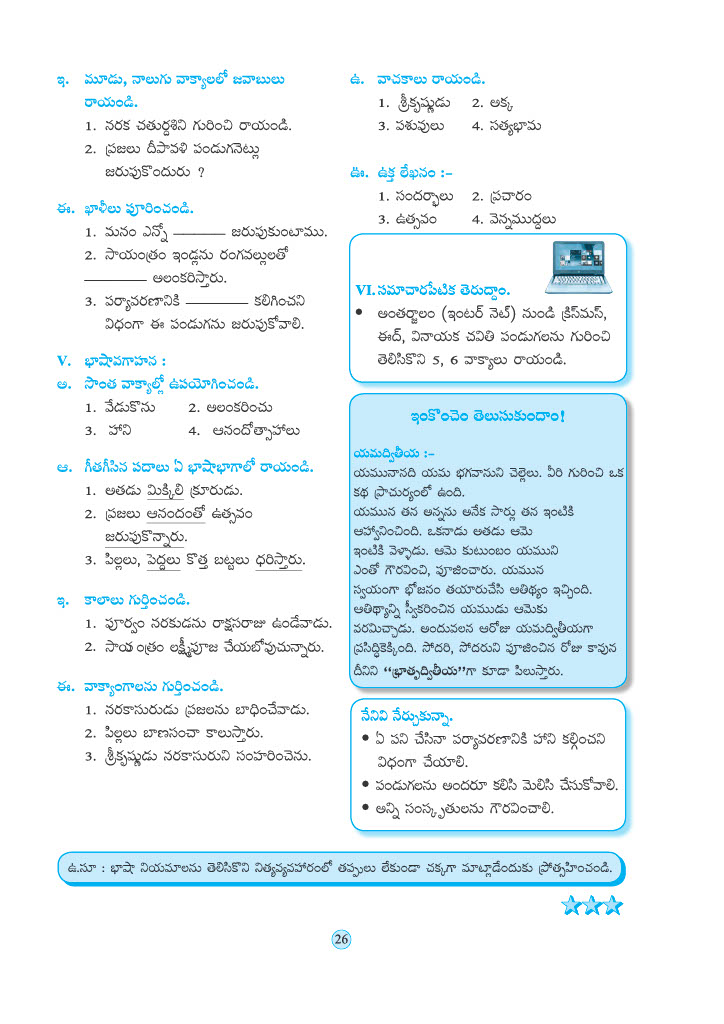 ఇ. మూడు, నాలుగు వాక్యాలలో జవాబులు
రాయండి.
1. నరక చతుర్దశిని గురించి రాయండి.
2. ప్రజలు దీపావళి పండుగనెట్లు
జరుపుకొందురు ?
ఈ. ఖాళీలు పూరించండి.
1. మనం ఎన్నో ________ జరుపుకుంటాము.
2. సాయంత్రం ఇండ్లను రంగవల్లులతో
________ అలంకరిస్తారు.
3. పర్యావరణానికి ________ కలిగించని
విధంగా ఈ పండుగను జరుపుకోవాలి.
V. భాషావగాహన :
అ. సొంత వాక్యాల్లో ఉపయోగించండి.
1. వేడుకొను 2. అలంకరించు
3. హాని 4. ఆనందోత్సాహాలు
ఆ. గీతగీసిన పదాలు ఏ భాషాభాగాలో రాయండి.
1. అతడు మిక్కిలి క్రూరుడు.
2. ప్రజలు ఆనందంతో ఉత్సవం
జరుపుకొన్నారు.
3. పిల్లలు, పెద్దలు కొత్త బట్టలు ధరిస్తారు.
ఇ. కాలాలు గుర్తించండి.
1. పూర్వం నరకుడను రాక్షసరాజు ఉండేవాడు.
2. సాయంత్రం లక్ష్మీపూజ చేయబోవుచున్నారు.
ఈ. వాక్యాంగాలను గుర్తించండి.
1. నరకాసురుడు ప్రజలను బాధించేవాడు.
2. పిల్లలు బాణసంచా కాలుస్తారు.
3. శ్రీకృష్ణుడు నరకాసురుని సంహరించెను.
ఉ. వాచకాలు రాయండి.
1. శ్రీకృష్ణుడు 2. అక్క
3. పశువులు 4. సత్యభామ
ఊ. ఉక్త లేఖనం :-
1. సందర్భాలు 2. ప్రచారం
3. ఉత్సవం 4. వెన్నముద్దలు
VI. సమాచారపేటిక తెరుద్దాం.
• అంతర్జాలం (ఇంటర్ నెట్) నుండి క్రిస్‌మస్,
ఈద్, వినాయక చవితి పండుగలను గురించి
తెలిసికొని 5, 6 వాక్యాలు రాయండి.
ఇంకొంచెం తెలుసుకుందాం!
యమద్వితీయ :-
యమునానది యమ భగవానుని చెల్లెలు. వీరి గురించి ఒక
కథ ప్రాచుర్యంలో ఉంది.
యమున తన అన్నను అనేక సార్లు తన ఇంటికి
ఆహ్వానించింది. ఒకనాడు అతడు ఆమె
ఇంటికి వెళ్ళాడు. ఆమె కుటుంబం యముని
ఎంతో గౌరవించి, పూజించారు. యమున
స్వయంగా భోజనం తయారుచేసి ఆతిథ్యం ఇచ్చింది.
ఆతిథ్యాన్ని స్వీకరించిన యముడు ఆమెకు
వరమిచ్చాడు. అందువలన ఆరోజు యమద్వితీయగా
ప్రసిద్ధికెక్కింది. సోదరి, సోదరుని పూజించిన రోజు కావున
దీనిని “భ్రాతృద్వితీయ”గా కూడా పిలుస్తారు.
నేనివి నేర్చుకున్నా.
• ఏ పని చేసినా పర్యావరణానికి హాని కల్గించని
విధంగా చేయాలి.
• పండుగలను అందరూ కలిసి మెలిసి చేసుకోవాలి.
• అన్ని సంస్కృతులను గౌరవించాలి.
ఉ.సూ : భాషా నియమాలను తెలిసికొని నిత్యవ్యవహారంలో తప్పులు లేకుండా చక్కగా మాట్లాడేందుకు ప్రోత్సహించండి.
26